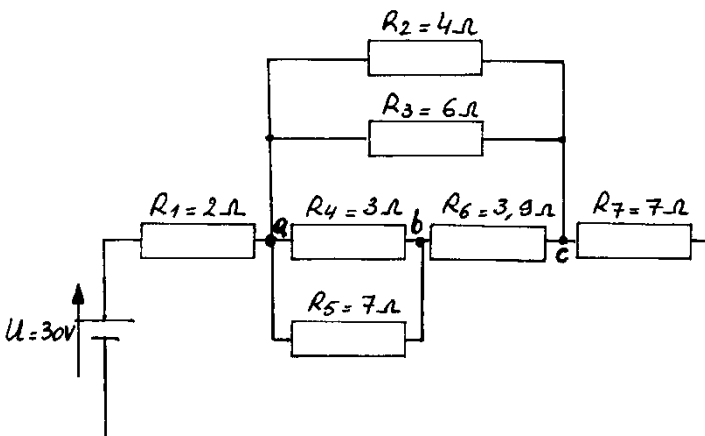 R2 = 4Ω
R3 = 6Ω
R1 = 2Ω
a
R4 = 3Ω
b
R6 = 3,9Ω
c
R7 = 7Ω
R5 = 7Ω
U = 30V